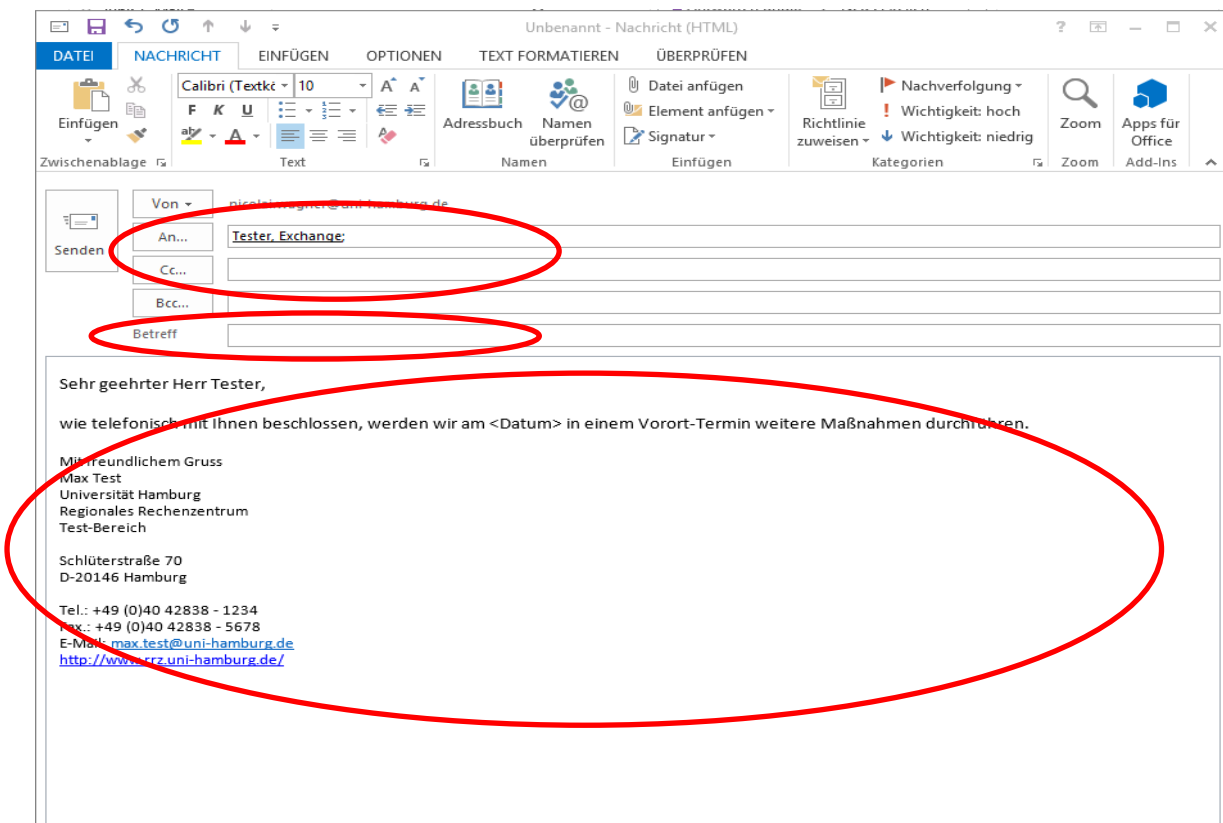 Unbenannt - Nachricht (HTML)
DATEI NACHRICHT EINFÜGEN OPTIONEN TEXT FORMATIEREN ÜBERPRÜFEN
Einfügen
Calibri (Textkö 10
F K U
Adressbuch
Namen
überprüfen
Datei anfügen
Element anfügen
Signatur
Richtlinie
zuweisen
Nachverfolgung
Wichtigkeit: hoch
Wichtigkeit: niedrig
Zoom
Apps für
Office
Zwischenablage Text Namen Einfügen Kategorien Zoom Add-Ins
Senden
Von
An... Tester, Exchange;
Cc...
Bcc...
Betreff
Sehr geehrter Herr Tester,
wie telefonisch mit Ihnen beschlossen, werden wir am <Datum> in einem Vorort-Termin weitere Maßnahmen durchführen.
Mit freundlichem Gruss
Max Test
Universität Hamburg
Regionales Rechenzentrum
Test-Bereich
Schlüterstraße 70
D-20146 Hamburg
Tel.: +49 (0)40 42838 - 1234
Fax.: +49 (0)40 42838 - 5678
E-Mail: max.test@uni-hamburg.de
http://www.rrz.uni-hamburg.de/